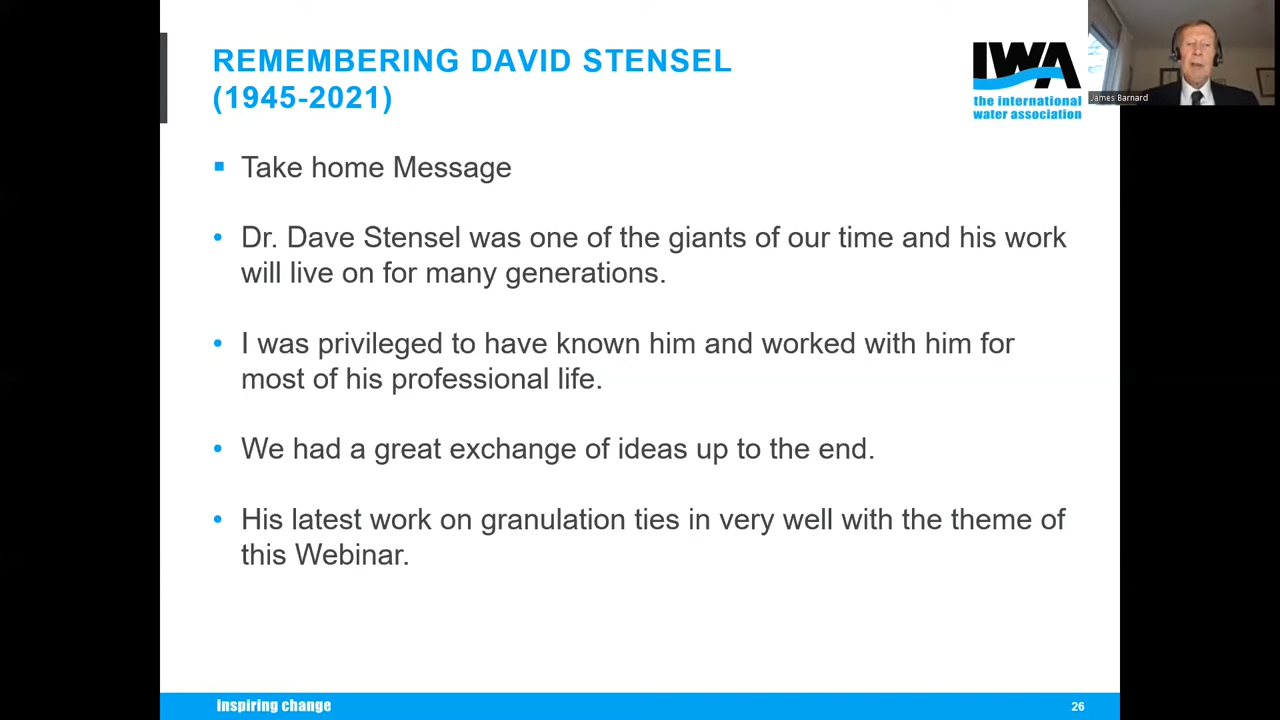 REMEMBERING DAVID STENSEL
(1945-2021)
IWA
the international
water association
James Barnard
▪ Take home Message
• Dr. Dave Stensel was one of the giants of our time and his work
will live on for many generations.
• I was privileged to have known him and worked with him for
most of his professional life.
• We had a great exchange of ideas up to the end.
• His latest work on granulation ties in very well with the theme of
this Webinar.
inspiring change
26